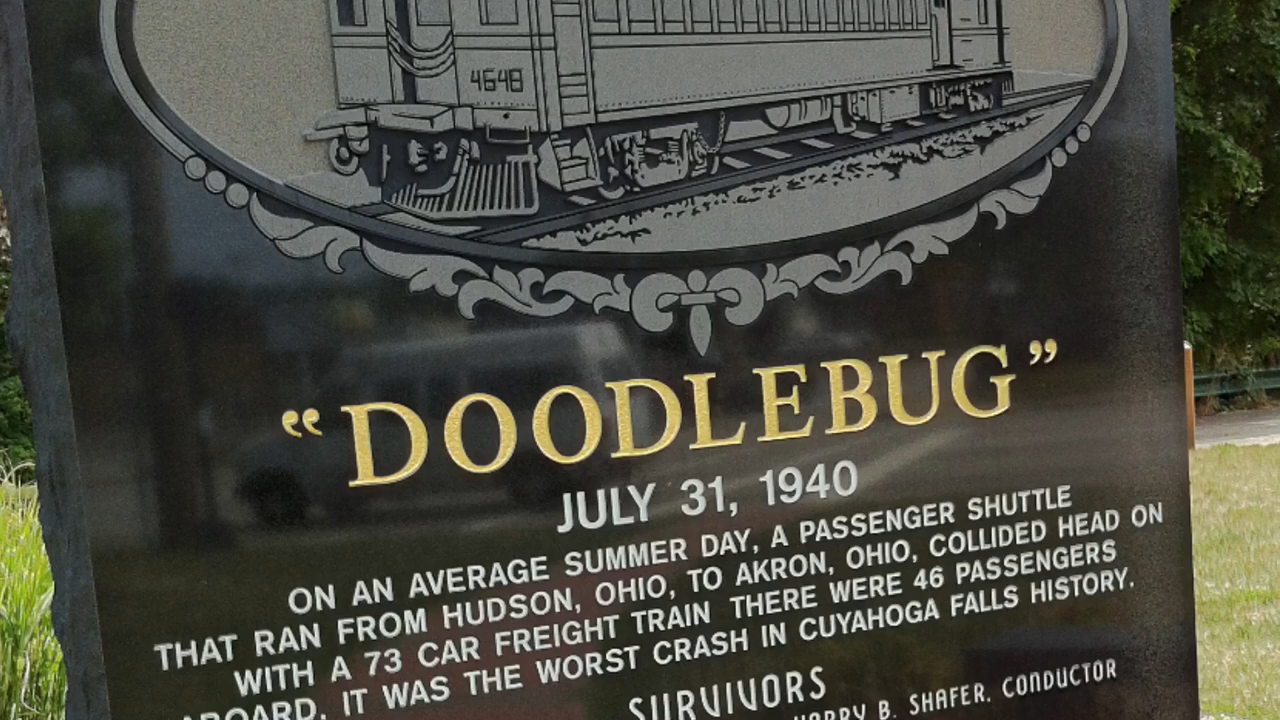 4648
“DOODLEBUG”
JULY 31, 1940
ON AN AVERAGE SUMMER DAY, A PASSENGER SHUTTLE
THAT RAN FROM HUDSON, OHIO, TO AKRON, OHIO, COLLIDED HEAD ON
WITH A 73 CAR FREIGHT TRAIN THERE WERE 46 PASSENGERS
ABOARD. IT WAS THE WORST CRASH IN CUYAHOGA FALLS HISTORY.
SURVIVORS
HARRY B. SHAFER, CONDUCTOR